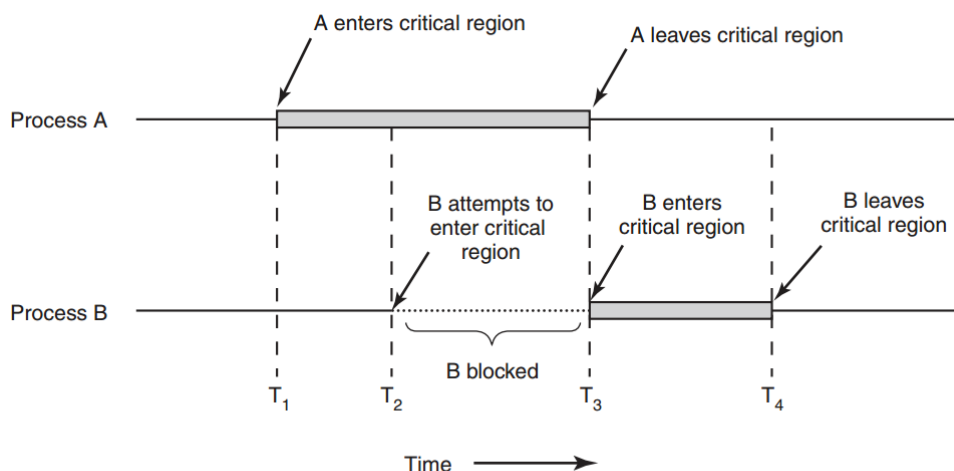 A enters critical region
A leaves critical region
Process A
B attempts to
enter critical
region
B enters
critical region
B leaves
critical region
Process B
B blocked
T1
T2
T3
T4
Time